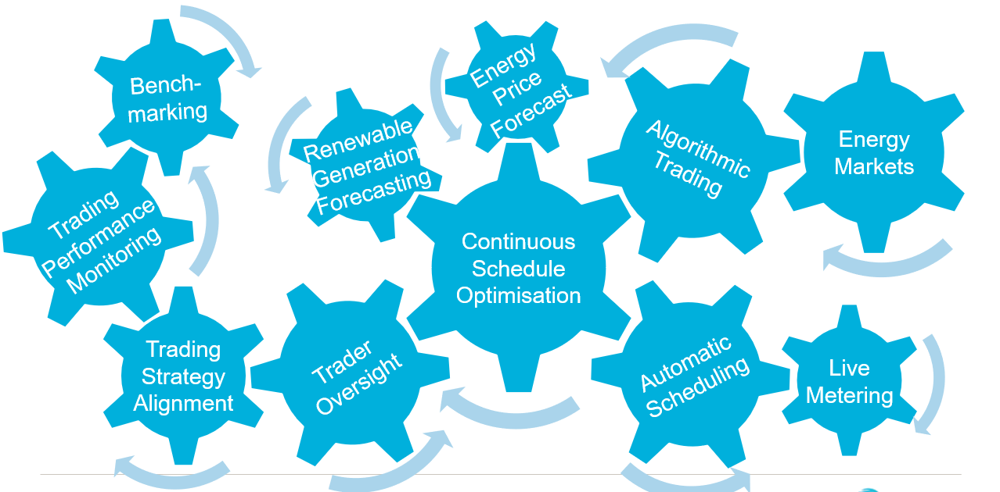 Bench-
marking
Energy
Price
Forecast
Renewable
Generation
Forecasting
Algorithmic
Trading
Energy
Markets
Trading
Performance
Monitoring
Continuous
Schedule
Optimisation
Trading
Strategy
Alignment
Trader
Oversight
Automatic
Scheduling
Live
Metering